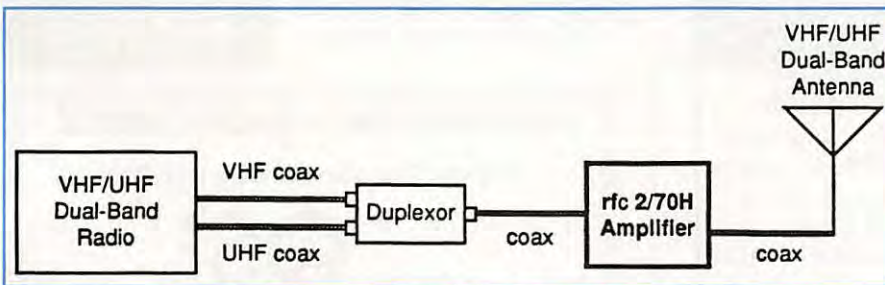 VHF/UHF
Dual-Band
Antenna
VHF/UHF
Dual-Band
Radio
VHF coax
UHF coax
Duplexor
coax
rfc 2/70H
Amplifier
coax